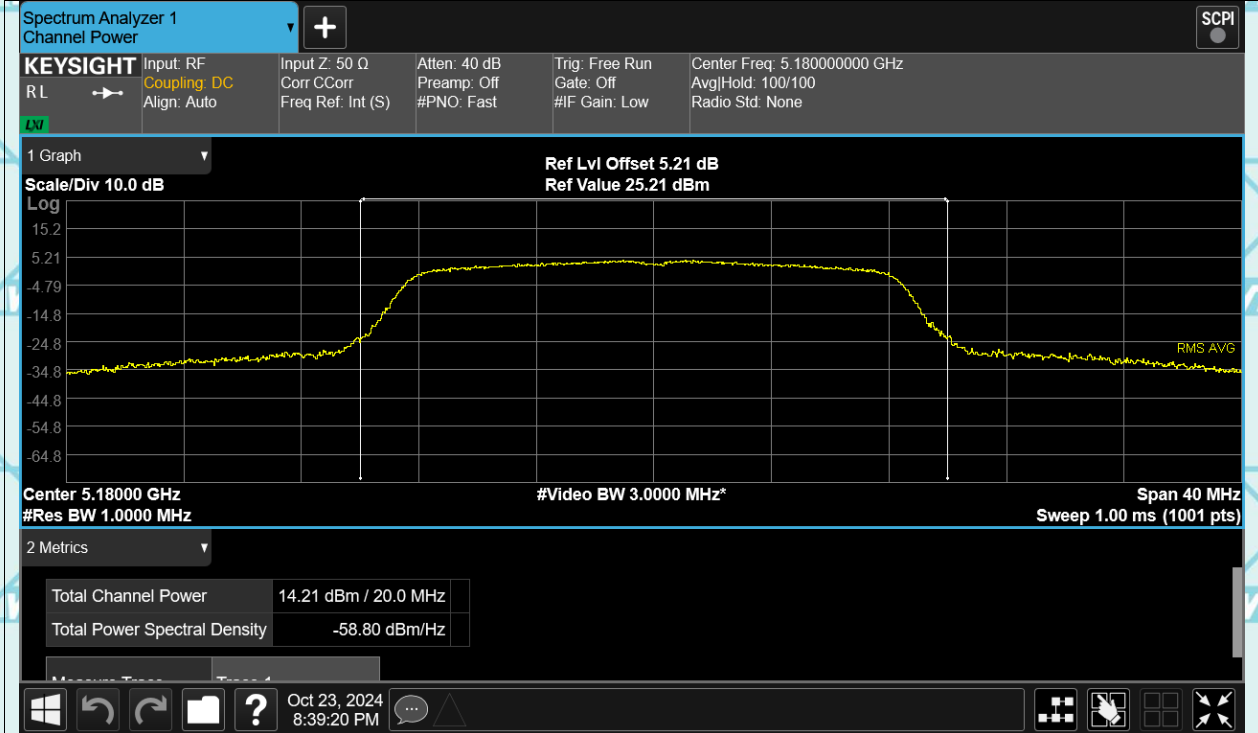 Spectrum Analyzer 1
Channel Power
SCPI
KEYSIGHT
R L
LXI
Input: RF
Coupling: DC
Align: Auto
Input Z: 50 Ω
Corr CCorr
Freq Ref: Int (S)
Atten: 40 dB
Preamp: Off
#PNO: Fast
Trig: Free Run
Gate: Off
#IF Gain: Low
Center Freq: 5.180000000 GHz
Avg|Hold: 100/100
Radio Std: None
1 Graph
Scale/Div 10.0 dB
Ref Lvl Offset 5.21 dB
Ref Value 25.21 dBm
Log
15.2
5.21
-4.79
-14.8
-24.8
-34.8
-44.8
-54.8
-64.8
RMS AVG
Center 5.18000 GHz
#Res BW 1.0000 MHz
#Video BW 3.0000 MHz*
Span 40 MHz
Sweep 1.00 ms (1001 pts)
2 Metrics
Total Channel Power 14.21 dBm / 20.0 MHz
Total Power Spectral Density -58.80 dBm/Hz
Measure Trace Trace 1
?
Oct 23, 2024
8:39:20 PM